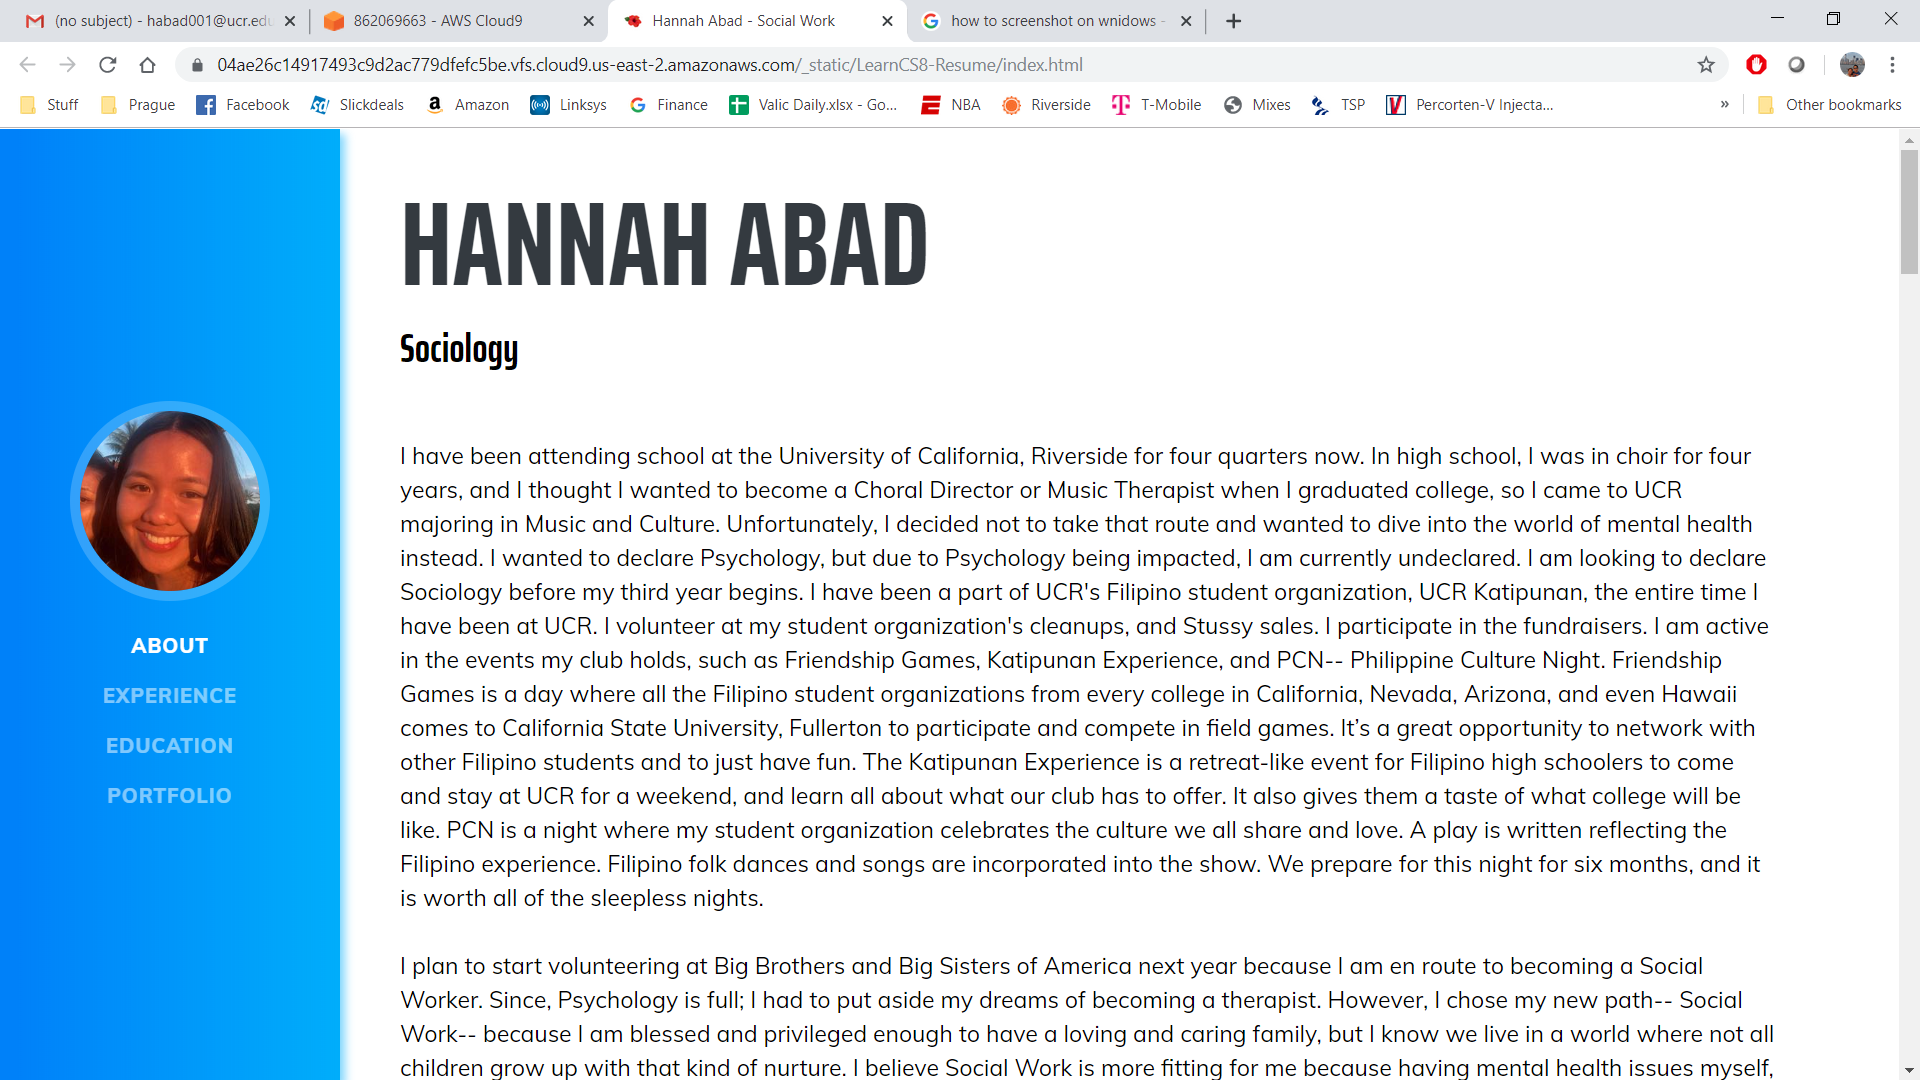 (no subject) - habad001@ucr.edu
862069663 - AWS Cloud9
Hannah Abad - Social Work
how to screenshot on wnidows -
04ae26c14917493c9d2ac779dfefc5be.vfs.cloud9.us-east-2.amazonaws.com/_static/LearnCS8-Resume/index.html
Stuff
Prague
Facebook
Slickdeals
Amazon
Linksys
Finance
Valic Daily.xlsx - Go...
NBA
Riverside
T-Mobile
Mixes
TSP
Percorten-V Injecta...
»
Other bookmarks
ABOUT
EXPERIENCE
EDUCATION
PORTFOLIO
HANNAH ABAD
Sociology
I have been attending school at the University of California, Riverside for four quarters now. In high school, I was in choir for four
years, and I thought I wanted to become a Choral Director or Music Therapist when I graduated college, so I came to UCR
majoring in Music and Culture. Unfortunately, I decided not to take that route and wanted to dive into the world of mental health
instead. I wanted to declare Psychology, but due to Psychology being impacted, I am currently undeclared. I am looking to declare
Sociology before my third year begins. I have been a part of UCR's Filipino student organization, UCR Katipunan, the entire time I
have been at UCR. I volunteer at my student organization's cleanups, and Stussy sales. I participate in the fundraisers. I am active
in the events my club holds, such as Friendship Games, Katipunan Experience, and PCN-- Philippine Culture Night. Friendship
Games is a day where all the Filipino student organizations from every college in California, Nevada, Arizona, and even Hawaii
comes to California State University, Fullerton to participate and compete in field games. It’s a great opportunity to network with
other Filipino students and to just have fun. The Katipunan Experience is a retreat-like event for Filipino high schoolers to come
and stay at UCR for a weekend, and learn all about what our club has to offer. It also gives them a taste of what college will be
like. PCN is a night where my student organization celebrates the culture we all share and love. A play is written reflecting the
Filipino experience. Filipino folk dances and songs are incorporated into the show. We prepare for this night for six months, and it
is worth all of the sleepless nights.
I plan to start volunteering at Big Brothers and Big Sisters of America next year because I am en route to becoming a Social
Worker. Since, Psychology is full; I had to put aside my dreams of becoming a therapist. However, I chose my new path-- Social
Work-- because I am blessed and privileged enough to have a loving and caring family, but I know we live in a world where not all
children grow up with that kind of nurture. I believe Social Work is more fitting for me because having mental health issues myself,